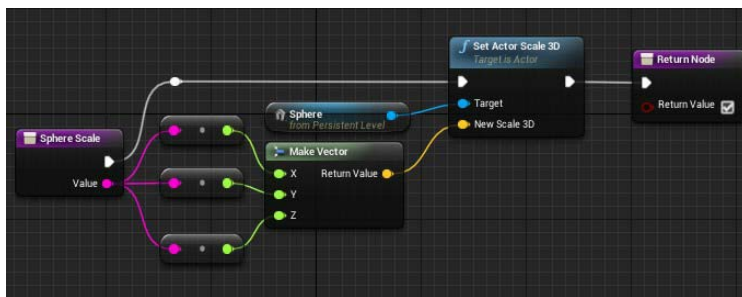 Set Actor Scale 3D
Target is Actor
Return Node
Return Value
Sphere
from Persistent Level
Target
New Scale 3D
Sphere Scale
Value
Make Vector
X
Return Value
Y
Z